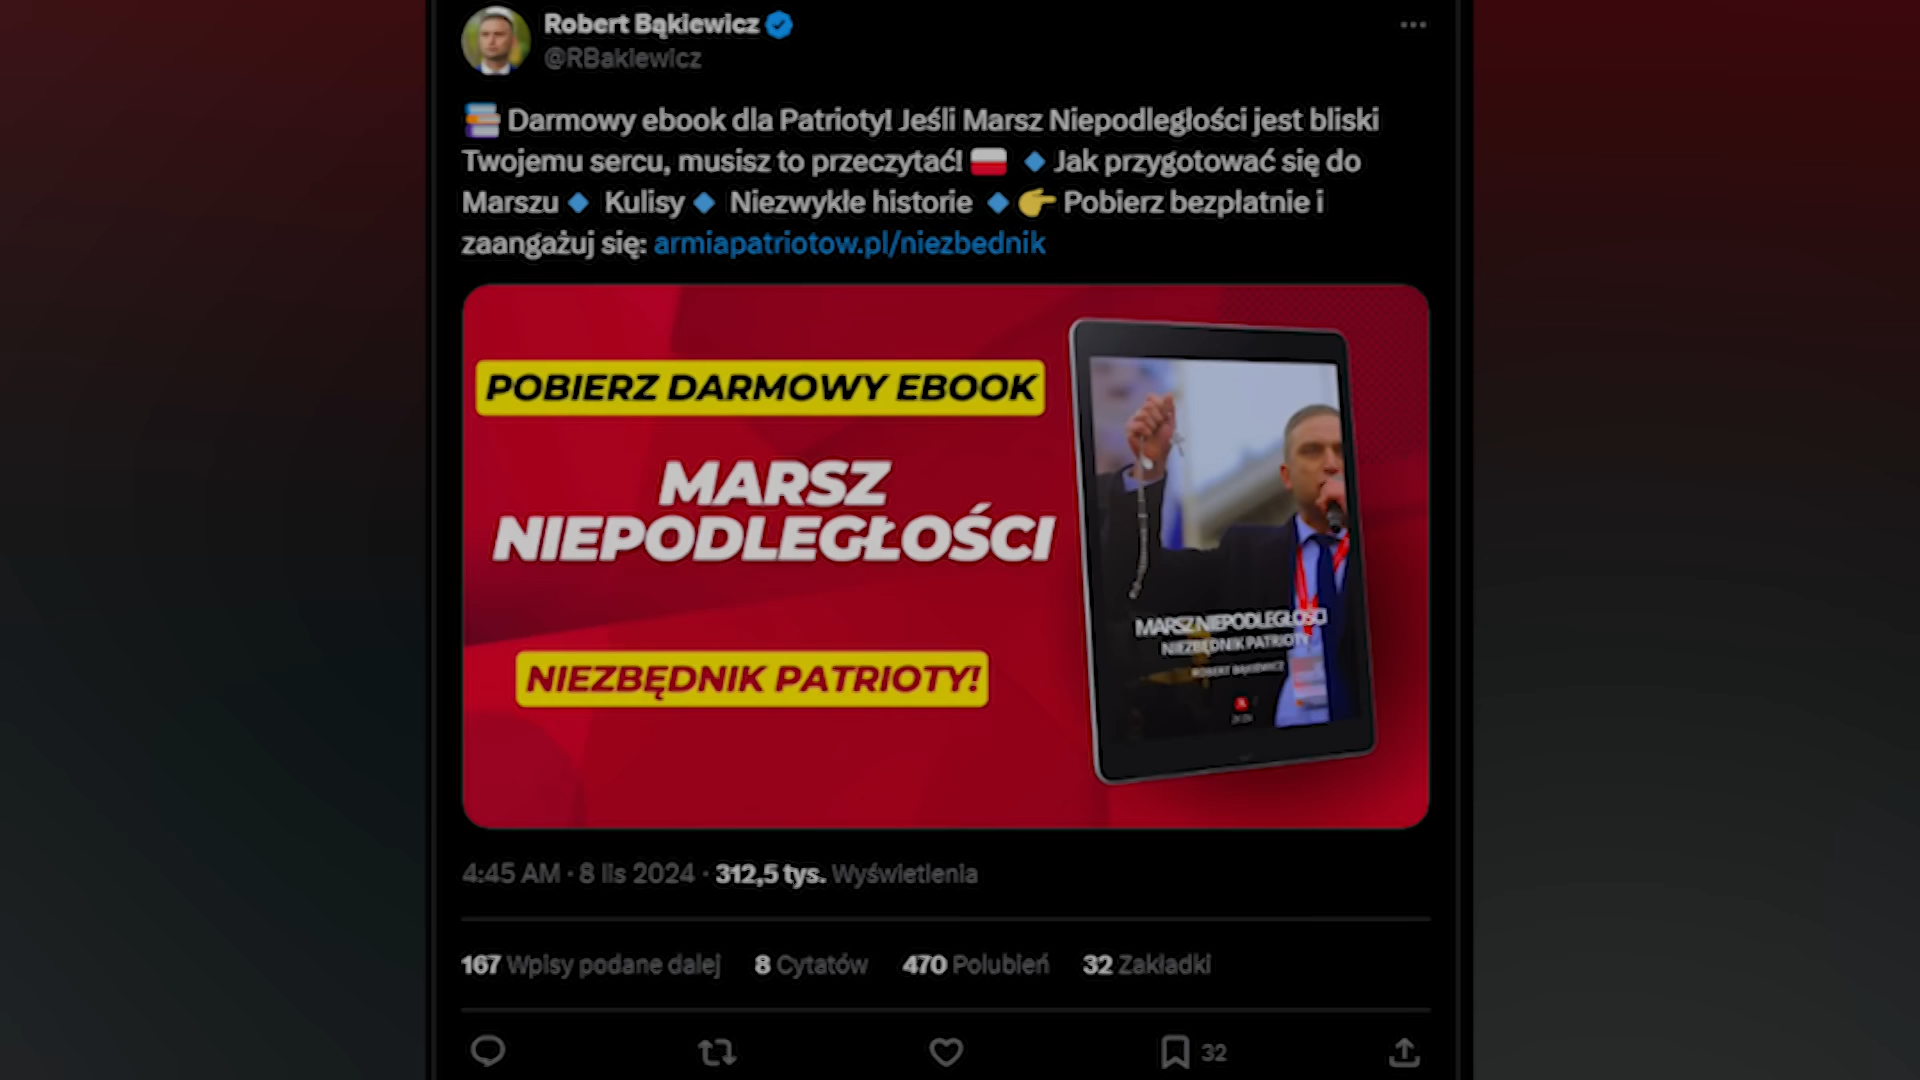 Robert Bąkiewicz
@RBakiewicz
Darmowy ebook dla Patrioty! Jeśli Marsz Niepodległości jest bliski
Twojemu sercu, musisz to przeczytać! 🇵🇱 🔹Jak przygotować się do
Marszu🔹 Kulisy🔹 Niezwykłe historie 🔹👉 Pobierz bezpłatnie i
zaangażuj się: armiapatriotow.pl/niezbednik
POBIERZ DARMOWY EBOOK
MARSZ
NIEPODLEGŁOŚCI
NIEZBĘDNIK PATRIOTY!
MARSZ NIEPODLEGŁOŚCI
NIEZBĘDNIK PATRIOTY
ROBERT BĄKIEWICZ
4:45 AM · 8 lis 2024 · 312,5 tys. Wyświetlenia
167 Wpisy podane dalej 8 Cytatów 470 Polubień 32 Zakładki
32